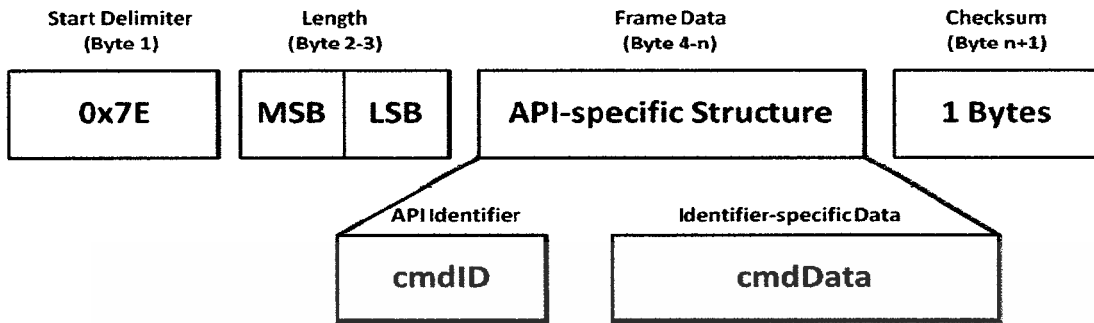 Start Delimiter
(Byte 1)
Length
(Byte 2-3)
Frame Data
(Byte 4-n)
Checksum
(Byte n+1)
0x7E
MSB
LSB
API-specific Structure
1 Bytes
API Identifier
Identifier-specific Data
cmdID
cmdData